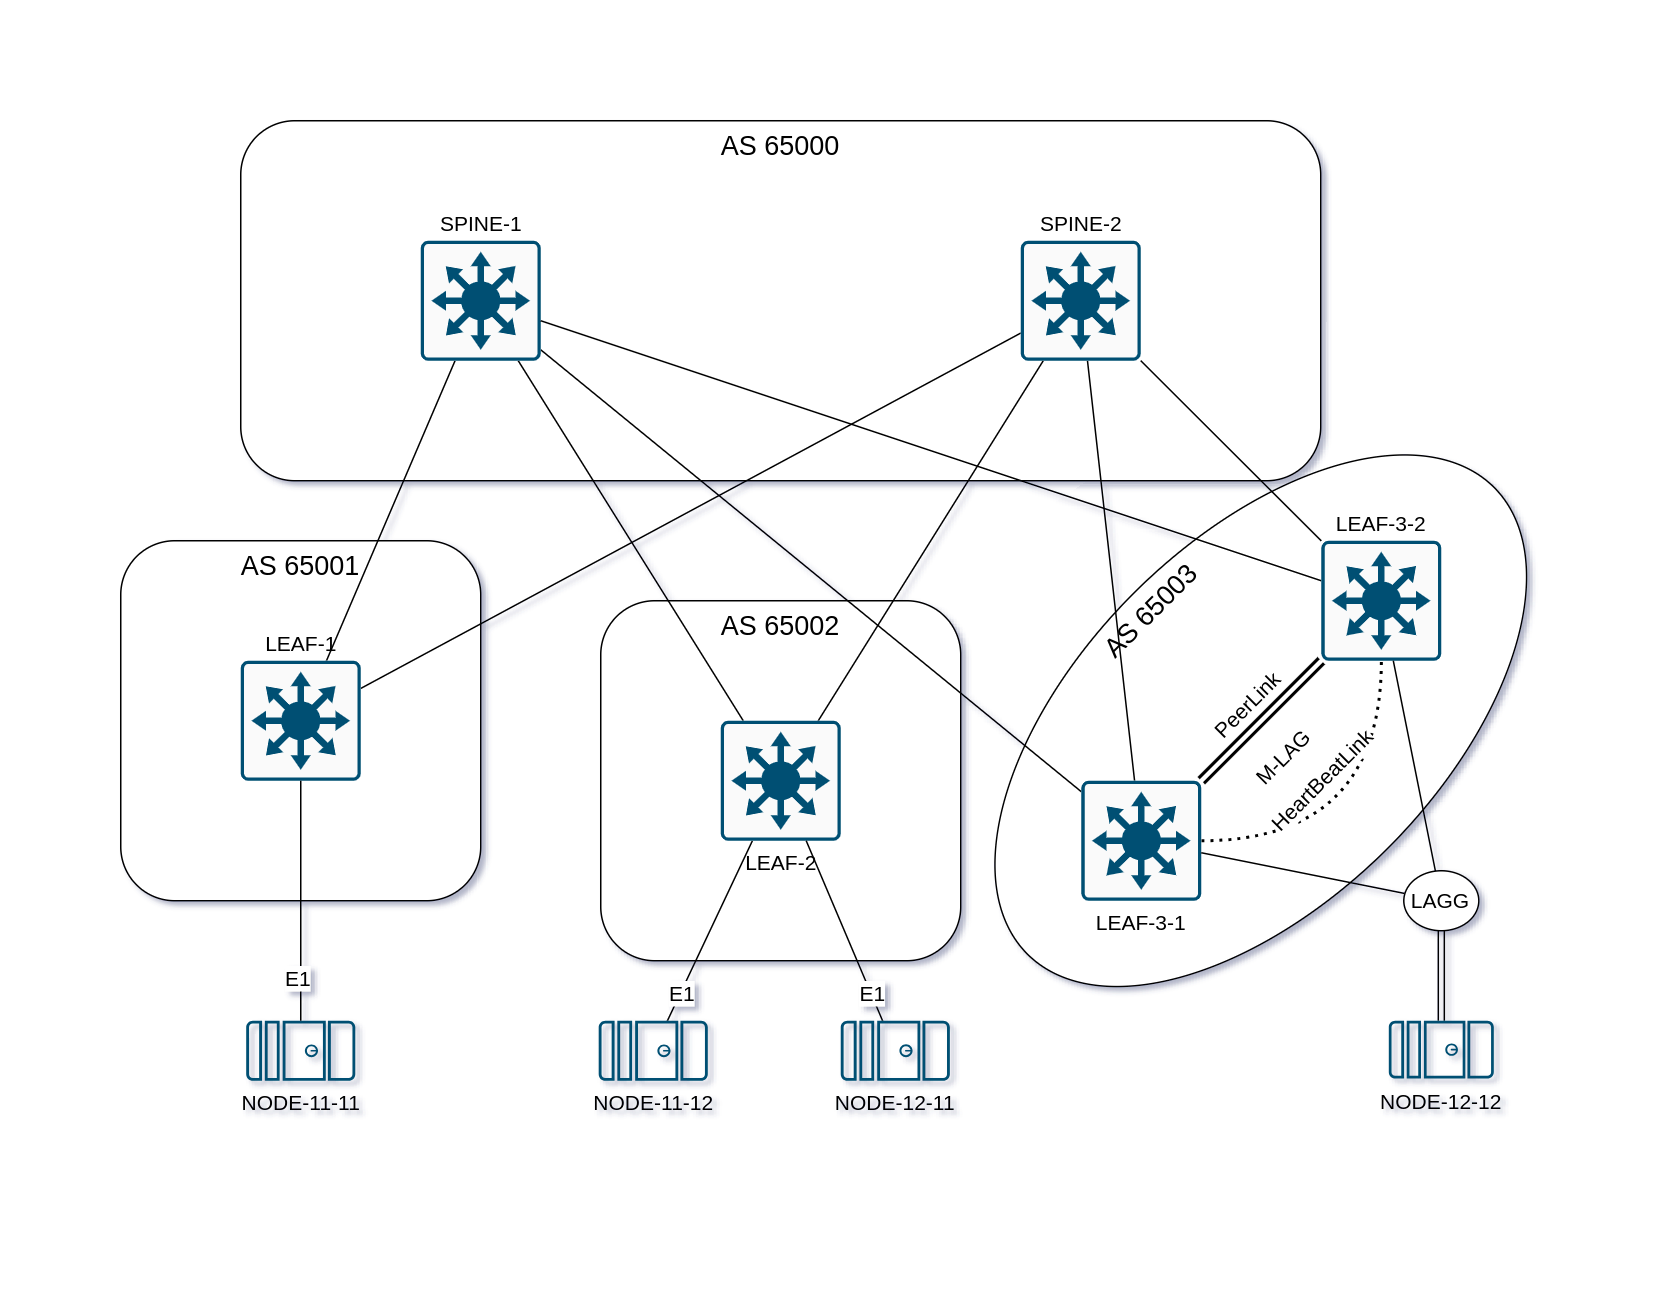 AS 65000
SPINE-1
SPINE-2
LEAF-3-2
AS 65001
AS 65003
AS 65002
LEAF-1
PeerLink
M-LAG
HeartBeatLink
LEAF-2
LAGG
LEAF-3-1
E1
E1
E1
NODE-11-11
NODE-11-12
NODE-12-11
NODE-12-12